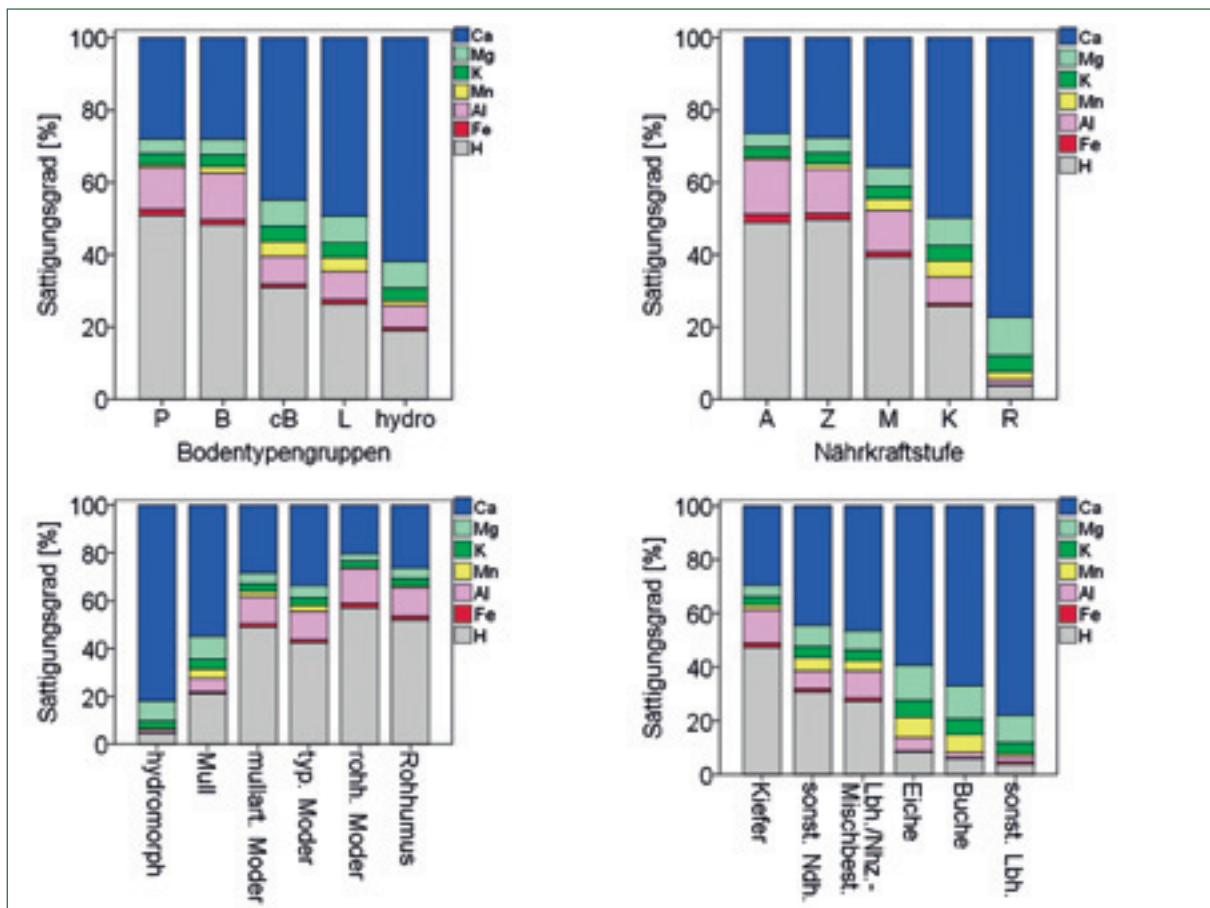 Sättigungsgrad [%]
100
80
60
40
20
0
P B cB L hydro
Bodentypengruppen
Ca
Mg
K
Mn
Al
Fe
H
Sättigungsgrad [%]
100
80
60
40
20
0
A Z M K R
Nährkraftstufe
Ca
Mg
K
Mn
Al
Fe
H
Sättigungsgrad [%]
100
80
60
40
20
0
hydromorph
Mull
mullart. Moder
typ. Moder
rohh. Moder
Rohhumus
Ca
Mg
K
Mn
Al
Fe
H
Sättigungsgrad [%]
100
80
60
40
20
0
Kiefer
sonst. Ndh.
Lbh./Nhz.-
Mischbest.
Eiche
Buche
sonst. Lbh.
Ca
Mg
K
Mn
Al
Fe
H